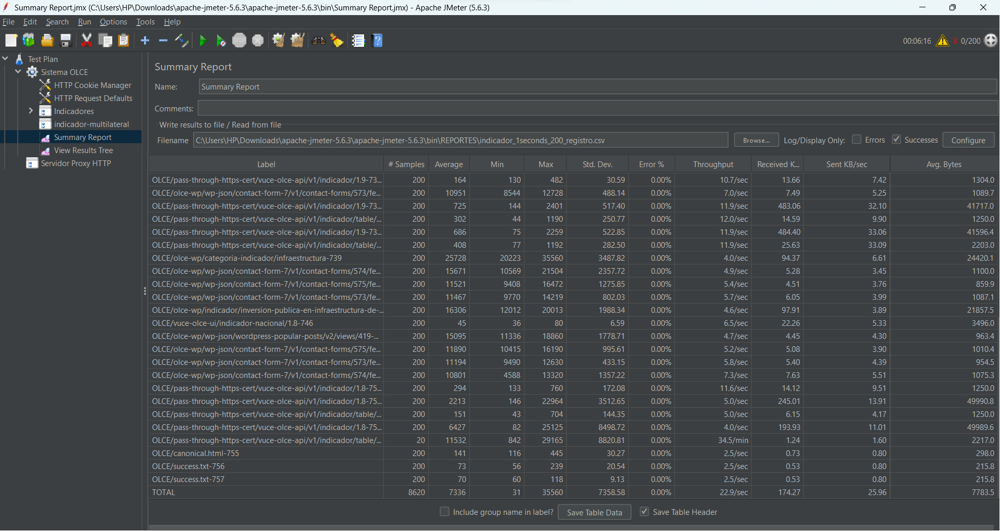 Summary Report.jmx (C:\Users\HP\Downloads\apache-jmeter-5.6.3\apache-jmeter-5.6.3\bin\Summary Report.jmx) - Apache JMeter (5.6.3)
File Edit Search Run Options Tools Help
STOP 00:06:16 8 0/200
Test Plan
Sistema OLCE
HTTP Cookie Manager
HTTP Request Defaults
Indicadores
indicador-multilateral
Summary Report
View Results Tree
Servidor Proxy HTTP
Summary Report
Name: Summary Report
Comments:
Write results to file / Read from file
Filename C:\Users\HP\Downloads\apache-jmeter-5.6.3\apache-jmeter-5.6.3\bin\REPORTES\indicador_1seconds_200_registro.csv Browse... Log/Display Only: Errors Successes Configure
Label # Samples Average Min Max Std. Dev. Error % Throughput Received K... Sent KB/sec Avg. Bytes
OLCE/pass-through-https-cert/vuce-olce-api/v1/indicador/1.9-73... 200 164 130 482 30.59 0.00% 10.7/sec 13.66 7.42 1304.0
OLCE/olce-wp/wp-json/contact-form-7/v1/contact-forms/573/fe... 200 10951 8544 12728 488.14 0.00% 7.0/sec 7.49 5.25 1089.7
OLCE/pass-through-https-cert/vuce-olce-api/v1/indicador/1.9-73... 200 725 144 2401 517.40 0.00% 11.9/sec 483.06 32.10 41717.0
OLCE/pass-through-https-cert/vuce-olce-api/v1/indicador/table/... 200 302 44 1190 250.77 0.00% 12.0/sec 14.59 9.90 1250.0
OLCE/pass-through-https-cert/vuce-olce-api/v1/indicador/1.9-73... 200 686 75 2259 522.85 0.00% 11.9/sec 484.40 33.06 41596.4
OLCE/pass-through-https-cert/vuce-olce-api/v1/indicador/table/... 200 408 77 1192 282.50 0.00% 11.9/sec 25.63 33.09 2203.0
OLCE/olce-wp/categoria-indicador/infraestructura-739 200 25728 20223 35560 3487.82 0.00% 4.0/sec 94.37 6.61 24420.1
OLCE/olce-wp/wp-json/contact-form-7/v1/contact-forms/574/fe... 200 15671 10569 21504 2357.72 0.00% 4.9/sec 5.28 3.45 1100.0
OLCE/olce-wp/wp-json/contact-form-7/v1/contact-forms/575/fe... 200 11521 9408 16472 1275.85 0.00% 5.4/sec 4.51 3.76 859.9
OLCE/olce-wp/wp-json/contact-form-7/v1/contact-forms/573/fe... 200 11467 9770 14219 802.03 0.00% 5.7/sec 6.05 3.99 1087.1
OLCE/olce-wp/indicador/inversion-publica-en-infraestructura-de-... 200 16306 12012 20013 1988.34 0.00% 4.6/sec 97.91 3.89 21857.5
OLCE/vuce-olce-ui/indicador-nacional/1.8-746 200 45 36 80 6.59 0.00% 6.5/sec 22.26 5.33 3496.0
OLCE/olce-wp/wp-json/wordpress-popular-posts/v2/views/419-... 200 15095 11336 18860 1778.71 0.00% 4.7/sec 4.45 4.30 963.4
OLCE/olce-wp/wp-json/contact-form-7/v1/contact-forms/575/fe... 200 11890 10415 16190 995.61 0.00% 5.2/sec 5.08 3.90 1010.4
OLCE/olce-wp/wp-json/contact-form-7/v1/contact-forms/573/fe... 200 11194 9490 12630 433.15 0.00% 5.8/sec 5.40 4.39 954.5
OLCE/olce-wp/wp-json/contact-form-7/v1/contact-forms/574/fe... 200 10801 4588 13320 1357.22 0.00% 7.3/sec 7.63 5.51 1075.3
OLCE/pass-through-https-cert/vuce-olce-api/v1/indicador/1.8-75... 200 294 133 760 172.08 0.00% 11.6/sec 14.12 9.51 1250.0
OLCE/pass-through-https-cert/vuce-olce-api/v1/indicador/1.8-75... 200 2213 146 22964 3512.65 0.00% 5.0/sec 245.01 13.91 49990.8
OLCE/pass-through-https-cert/vuce-olce-api/v1/indicador/table/... 200 151 43 704 144.35 0.00% 5.0/sec 6.15 4.17 1250.0
OLCE/pass-through-https-cert/vuce-olce-api/v1/indicador/1.8-75... 200 6427 82 25125 8498.72 0.00% 4.0/sec 193.93 11.01 49989.6
OLCE/pass-through-https-cert/vuce-olce-api/v1/indicador/table/... 20 11532 842 29165 8820.81 0.00% 34.5/min 1.24 1.60 2217.0
OLCE/canonical.html-755 200 141 116 445 30.27 0.00% 2.5/sec 0.73 0.80 298.0
OLCE/success.txt-756 200 73 56 239 20.54 0.00% 2.5/sec 0.53 0.80 215.8
OLCE/success.txt-757 200 70 60 118 9.13 0.00% 2.5/sec 0.53 0.80 215.8
TOTAL 8620 7336 31 35560 7358.58 0.00% 22.9/sec 174.27 25.96 7783.5
Include group name in label? Save Table Data Save Table Header